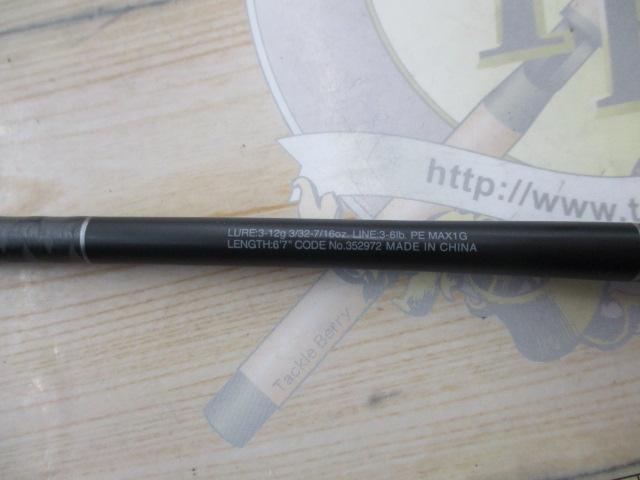 http://www.t
LURE:3-12g 3/32-7/16oz. LINE:3-6lb. PE MAX1G
LENGTH:6'7" CODE No.352972 MADE IN CHINA
Tackle Berry